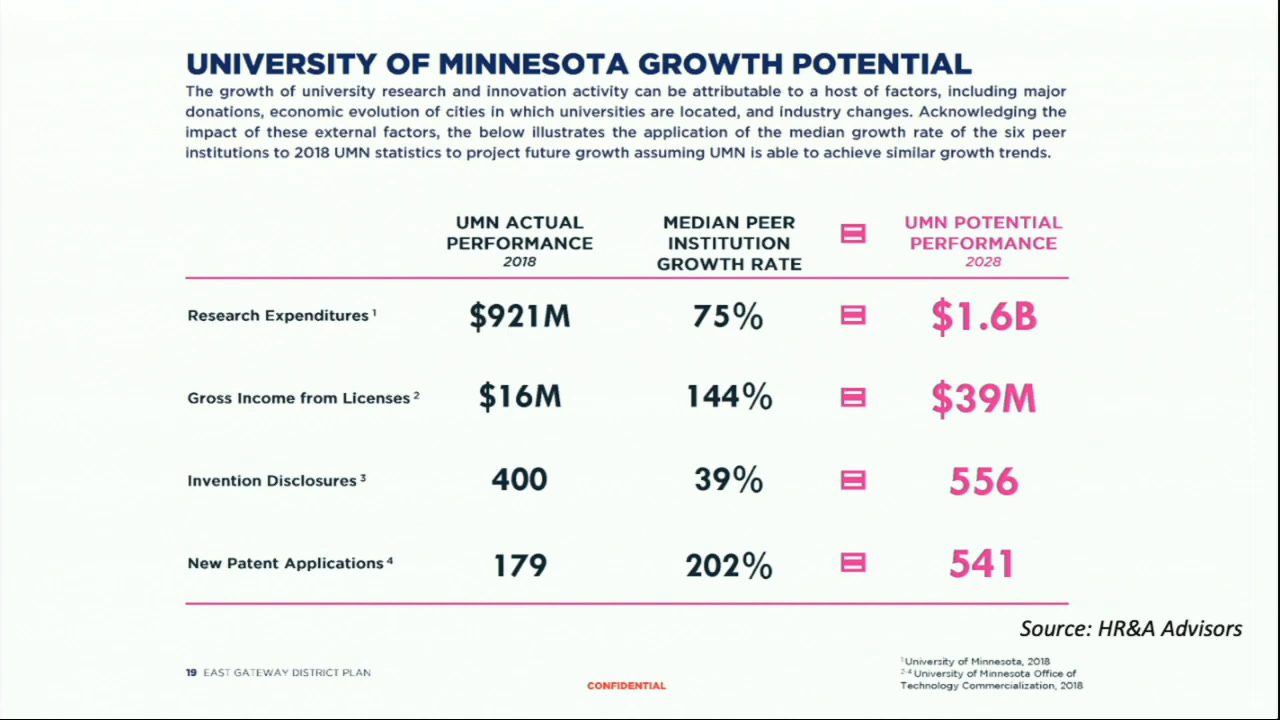 UNIVERSITY OF MINNESOTA GROWTH POTENTIAL
The growth of university research and innovation activity can be attributable to a host of factors, including major
donations, economic evolution of cities in which universities are located, and industry changes. Acknowledging the
impact of these external factors, the below illustrates the application of the median growth rate of the six peer
institutions to 2018 UMN statistics to project future growth assuming UMN is able to achieve similar growth trends.
UMN ACTUAL
PERFORMANCE
2018
MEDIAN PEER
INSTITUTION
GROWTH RATE
=
UMN POTENTIAL
PERFORMANCE
2028
Research Expenditures ¹ $921M 75% = $1.6B
Gross Income from Licenses ² $16M 144% = $39M
Invention Disclosures ³ 400 39% = 556
New Patent Applications ⁴ 179 202% = 541
Source: HR&A Advisors
19 EAST GATEWAY DISTRICT PLAN
CONFIDENTIAL
¹ University of Minnesota, 2018
²⁻⁴ University of Minnesota Office of
Technology Commercialization, 2018